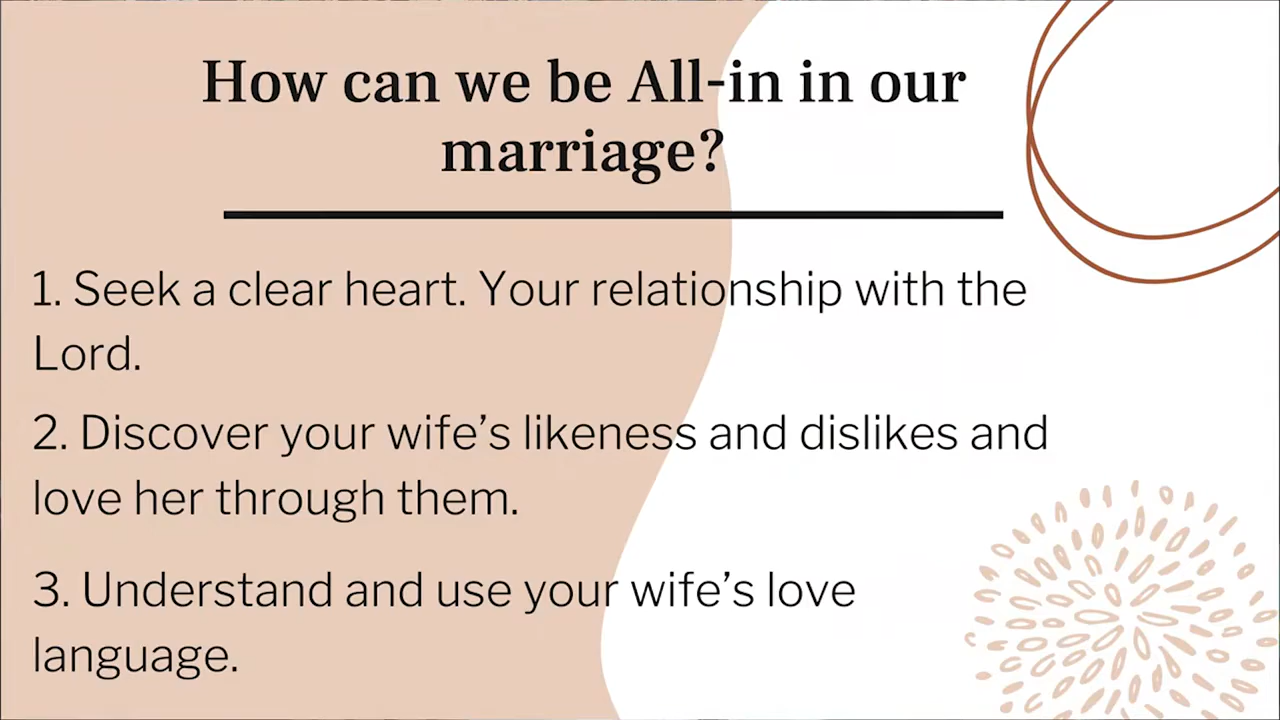 How can we be All-in in our
marriage?
1. Seek a clear heart. Your relationship with the
Lord.
2. Discover your wife’s likeness and dislikes and
love her through them.
3. Understand and use your wife’s love
language.